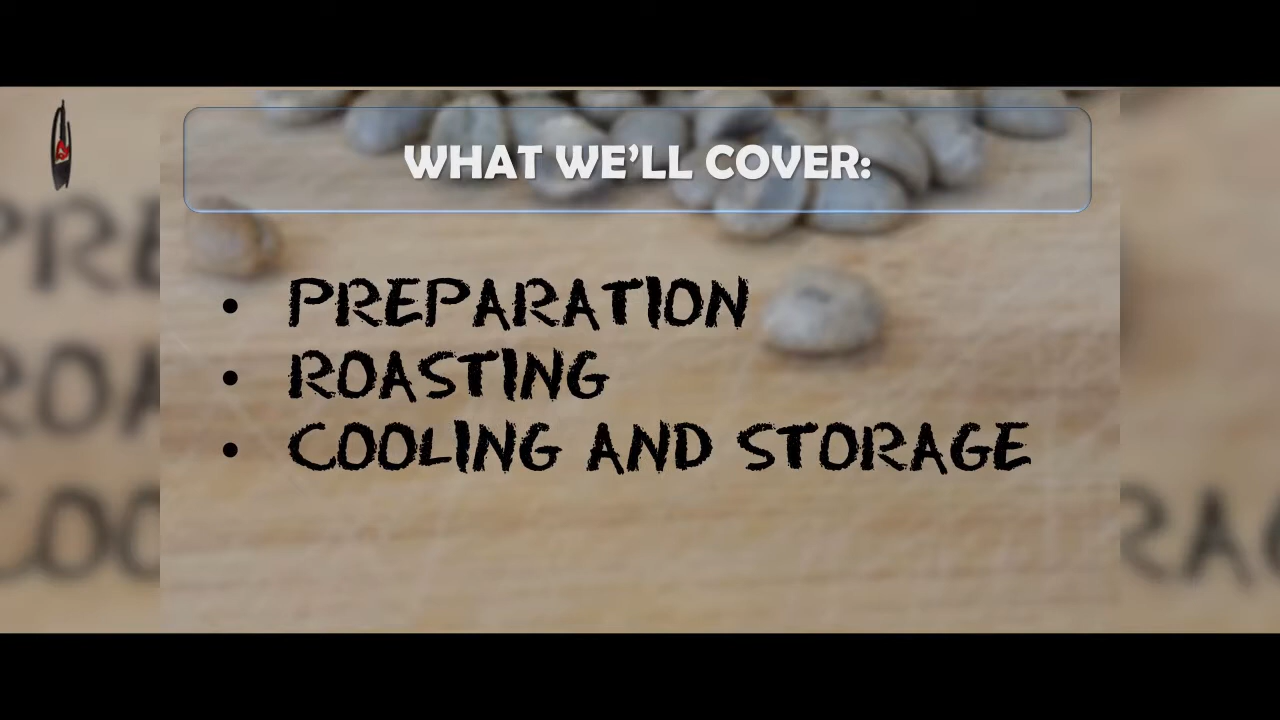 WHAT WE'LL COVER:
• PREPARATION
• ROASTING
• COOLING AND STORAGE